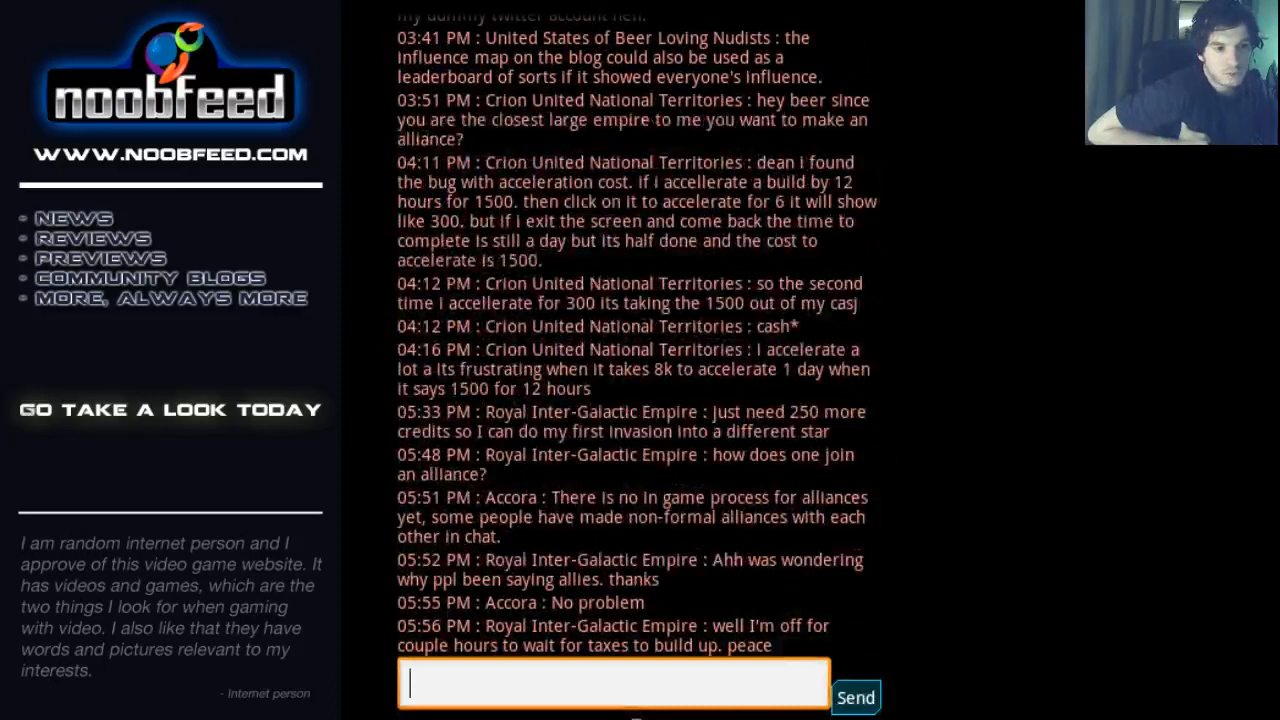 noobfeed
WWW.NOOBFEED.COM
NEWS
REVIEWS
PREVIEWS
COMMUNITY BLOGS
MORE, ALWAYS MORE
GO TAKE A LOOK TODAY
I am random internet person and I
approve of this video game website. It
has videos and games, which are the
two things I look for when gaming
with video. I also like that they have
words and pictures relevant to my
interests.
- Internet person
my dummy twitter account heh.
03:41 PM : United States of Beer Loving Nudists : the
influence map on the blog could also be used as a
leaderboard of sorts if it showed everyone's influence.
03:51 PM : Crion United National Territories : hey beer since
you are the closest large empire to me you want to make an
alliance?
04:11 PM : Crion United National Territories : dean i found
the bug with acceleration cost. if i accellerate a build by 12
hours for 1500. then click on it to accelerate for 6 it will show
like 300. but if i exit the screen and come back the time to
complete is still a day but its half done and the cost to
accelerate is 1500.
04:12 PM : Crion United National Territories : so the second
time i accellerate for 300 its taking the 1500 out of my casj
04:12 PM : Crion United National Territories : cash*
04:16 PM : Crion United National Territories : I accelerate a
lot a its frustrating when it takes 8k to accelerate 1 day when
it says 1500 for 12 hours
05:33 PM : Royal Inter-Galactic Empire : just need 250 more
credits so I can do my first invasion into a different star
05:48 PM : Royal Inter-Galactic Empire : how does one join
an alliance?
05:51 PM : Accora : There is no in game process for alliances
yet, some people have made non-formal alliances with each
other in chat.
05:52 PM : Royal Inter-Galactic Empire : Ahh was wondering
why ppl been saying allies. thanks
05:55 PM : Accora : No problem
05:56 PM : Royal Inter-Galactic Empire : well I'm off for
couple hours to wait for taxes to build up. peace
Send